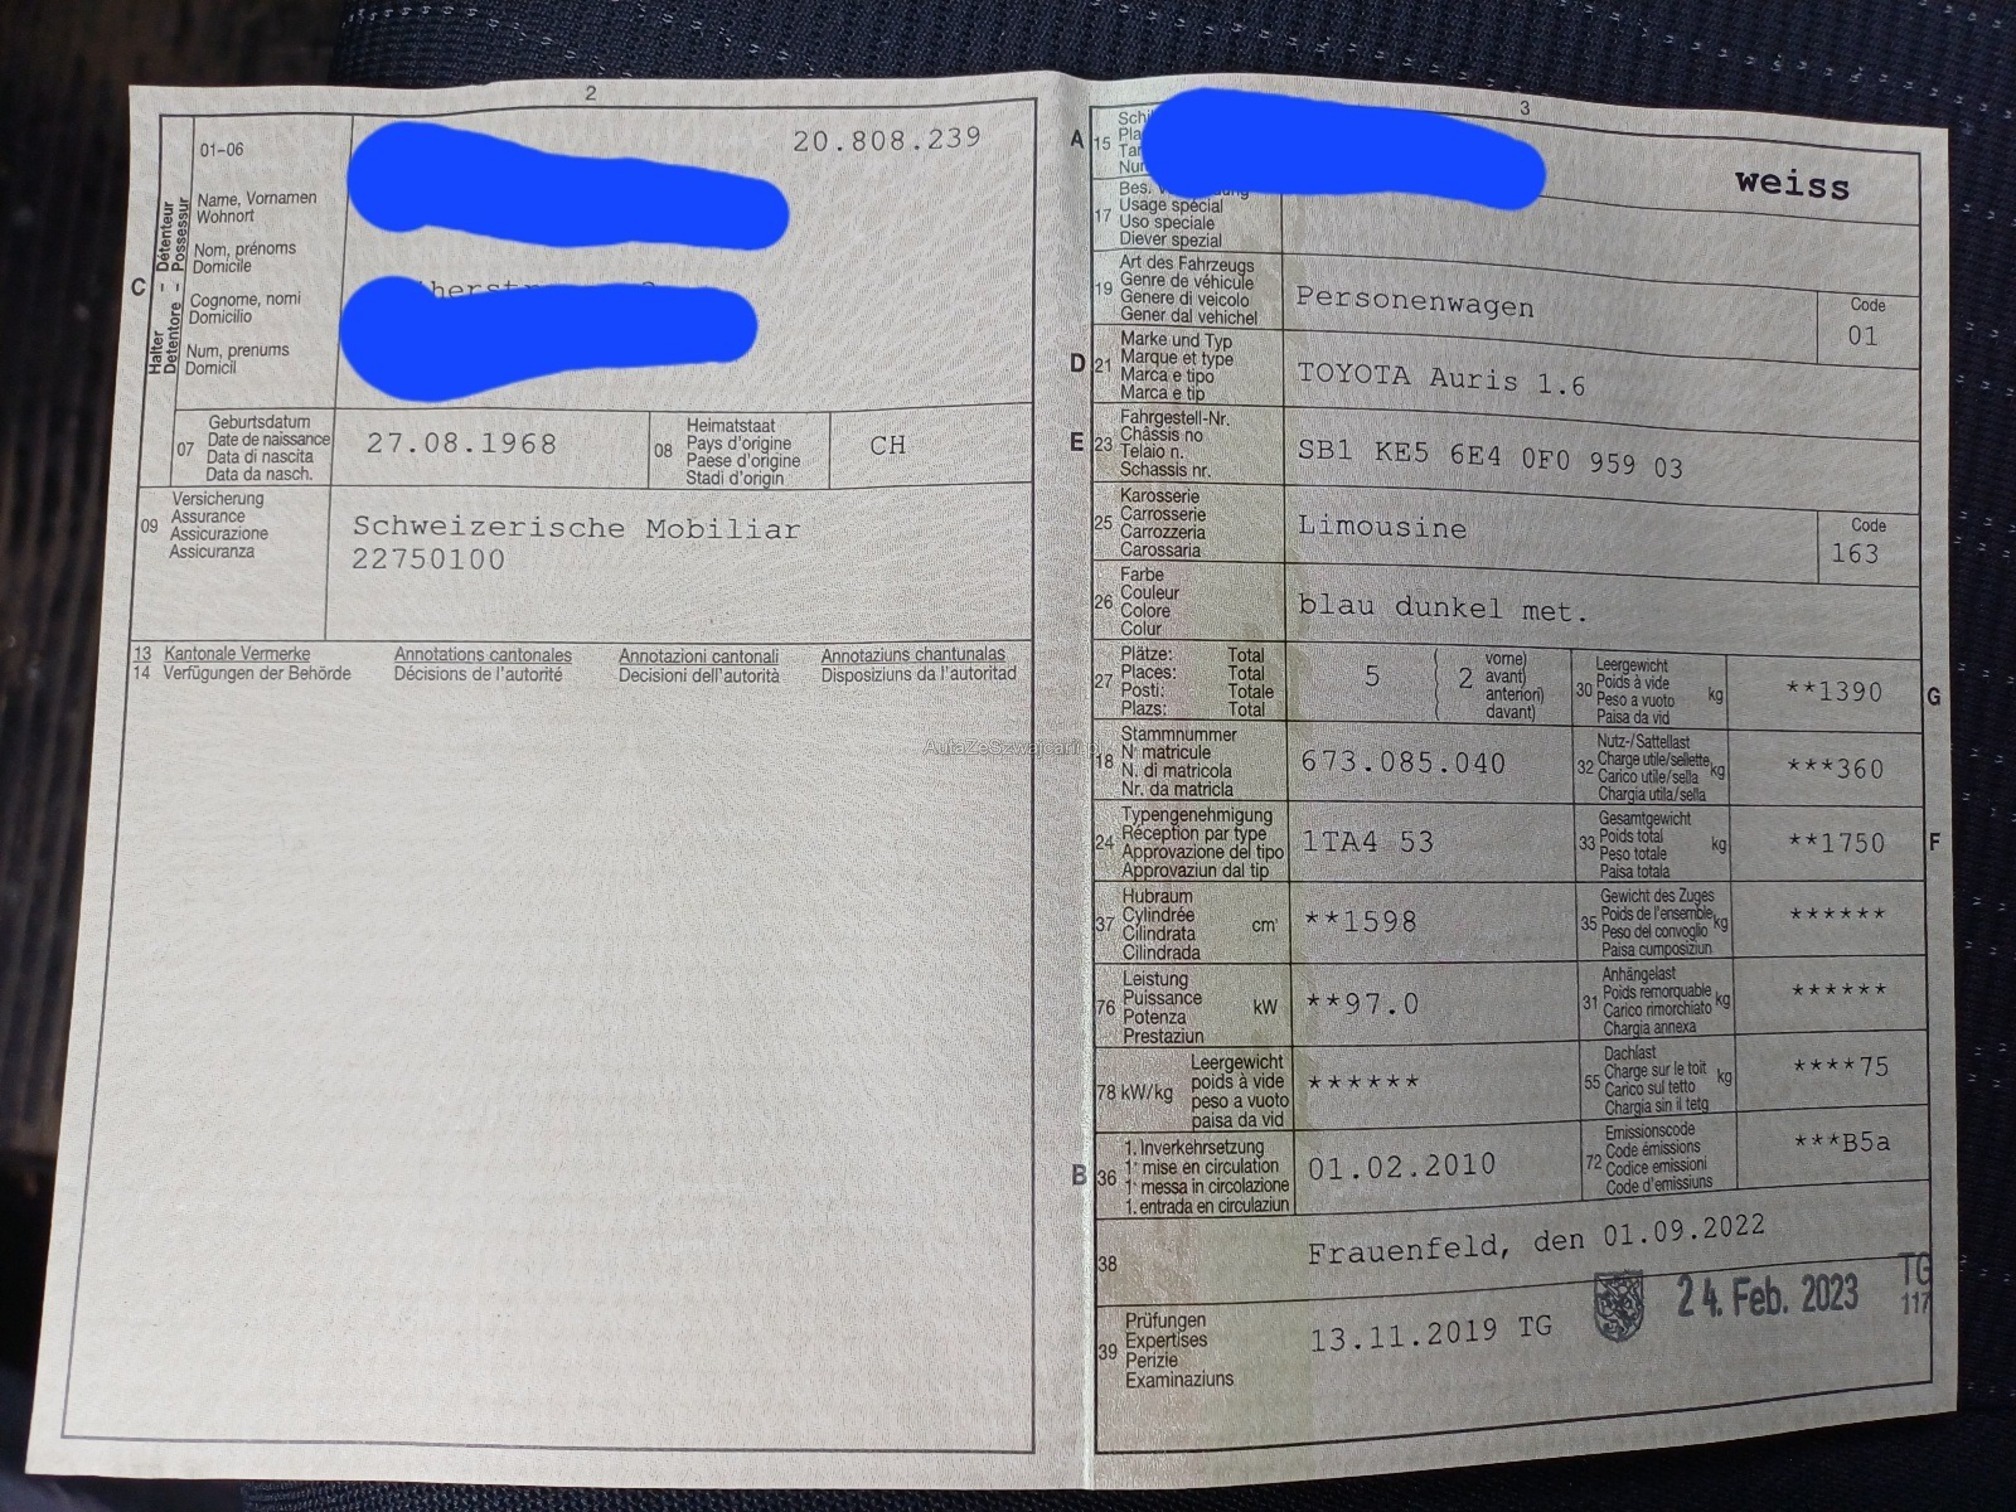 2
01-06
20.808.239
C
Halter - Détenteur
Detentore - Possessur
Name, Vornamen
Wohnort
Nom, prénoms
Domicile
Cognome, nomi
Domicilio
Num, prenums
Domicil
07
Geburtsdatum
Date de naissance
Data di nascita
Data da nasch.
27.08.1968
08
Heimatstaat
Pays d'origine
Paese d'origine
Stadi d'origin
CH
09
Versicherung
Assurance
Assicurazione
Assicuranza
Schweizerische Mobiliar
22750100
13 Kantonale Vermerke Annotations cantonales Annotazioni cantonali Annotaziuns chantunalas
14 Verfügungen der Behörde Décisions de l'autorité Decisioni dell'autorità Disposiziuns da l'autoritad
AutaZeSzwajcarii
3
A
15
weiss
17
Bes.
Usage spécial
Uso speciale
Diever spezial
19
Art des Fahrzeugs
Genre de véhicule
Genere di veicolo
Gener dal vehichel
Personenwagen
Code
01
D
21
Marke und Typ
Marque et type
Marca e tipo
Marca e tip
TOYOTA Auris 1.6
E
23
Fahrgestell-Nr.
Châssis no
Telaio n.
Schassis nr.
SB1 KE5 6E4 0F0 959 03
25
Karosserie
Carrosserie
Carrozzeria
Carossaria
Limousine
Code
163
26
Farbe
Couleur
Colore
Colur
blau dunkel met.
27
Plätze: Total
Places: Total
Posti: Totale
Plazs: Total
5
( 2
vorne)
avant)
anteriori)
davant)
30
Leergewicht
Poids à vide
Peso a vuoto
Paisa da vid
kg
**1390
G
18
Stammnummer
N° matricule
N. di matricola
Nr. da matricla
673.085.040
32
Nutz-/Sattellast
Charge utile/sellette
Carico utile/sella
Chargia utila/sella
kg
***360
24
Typengenehmigung
Réception par type
Approvazione del tipo
Approvaziun dal tip
1TA4 53
33
Gesamtgewicht
Poids total
Peso totale
Paisa totala
kg
**1750
F
37
Hubraum
Cylindrée
Cilindrata
Cilindrada
cm³
**1598
35
Gewicht des Zuges
Poids de l'ensemble
Peso del convoglio
Paisa cumposiziun
kg
******
76
Leistung
Puissance
Potenza
Prestaziun
kW
**97.0
31
Anhängelast
Poids remorquable
Carico rimorchiato
Chargia annexa
kg
******
78 kW/kg
Leergewicht
poids à vide
peso a vuoto
paisa da vid
******
55
Dachlast
Charge sur le toit
Carico sul tetto
Chargia sin il tetg
kg
****75
B
36
1. Inverkehrsetzung
1ʳᵉ mise en circulation
1ᵃ messa in circolazione
1. entrada en circulaziun
01.02.2010
72
Emissionscode
Code émissions
Codice emissioni
Code d'emissiuns
***B5a
38
Frauenfeld, den 01.09.2022
39
Prüfungen
Expertises
Perizie
Examinaziuns
13.11.2019 TG
24. Feb. 2023
TG
117